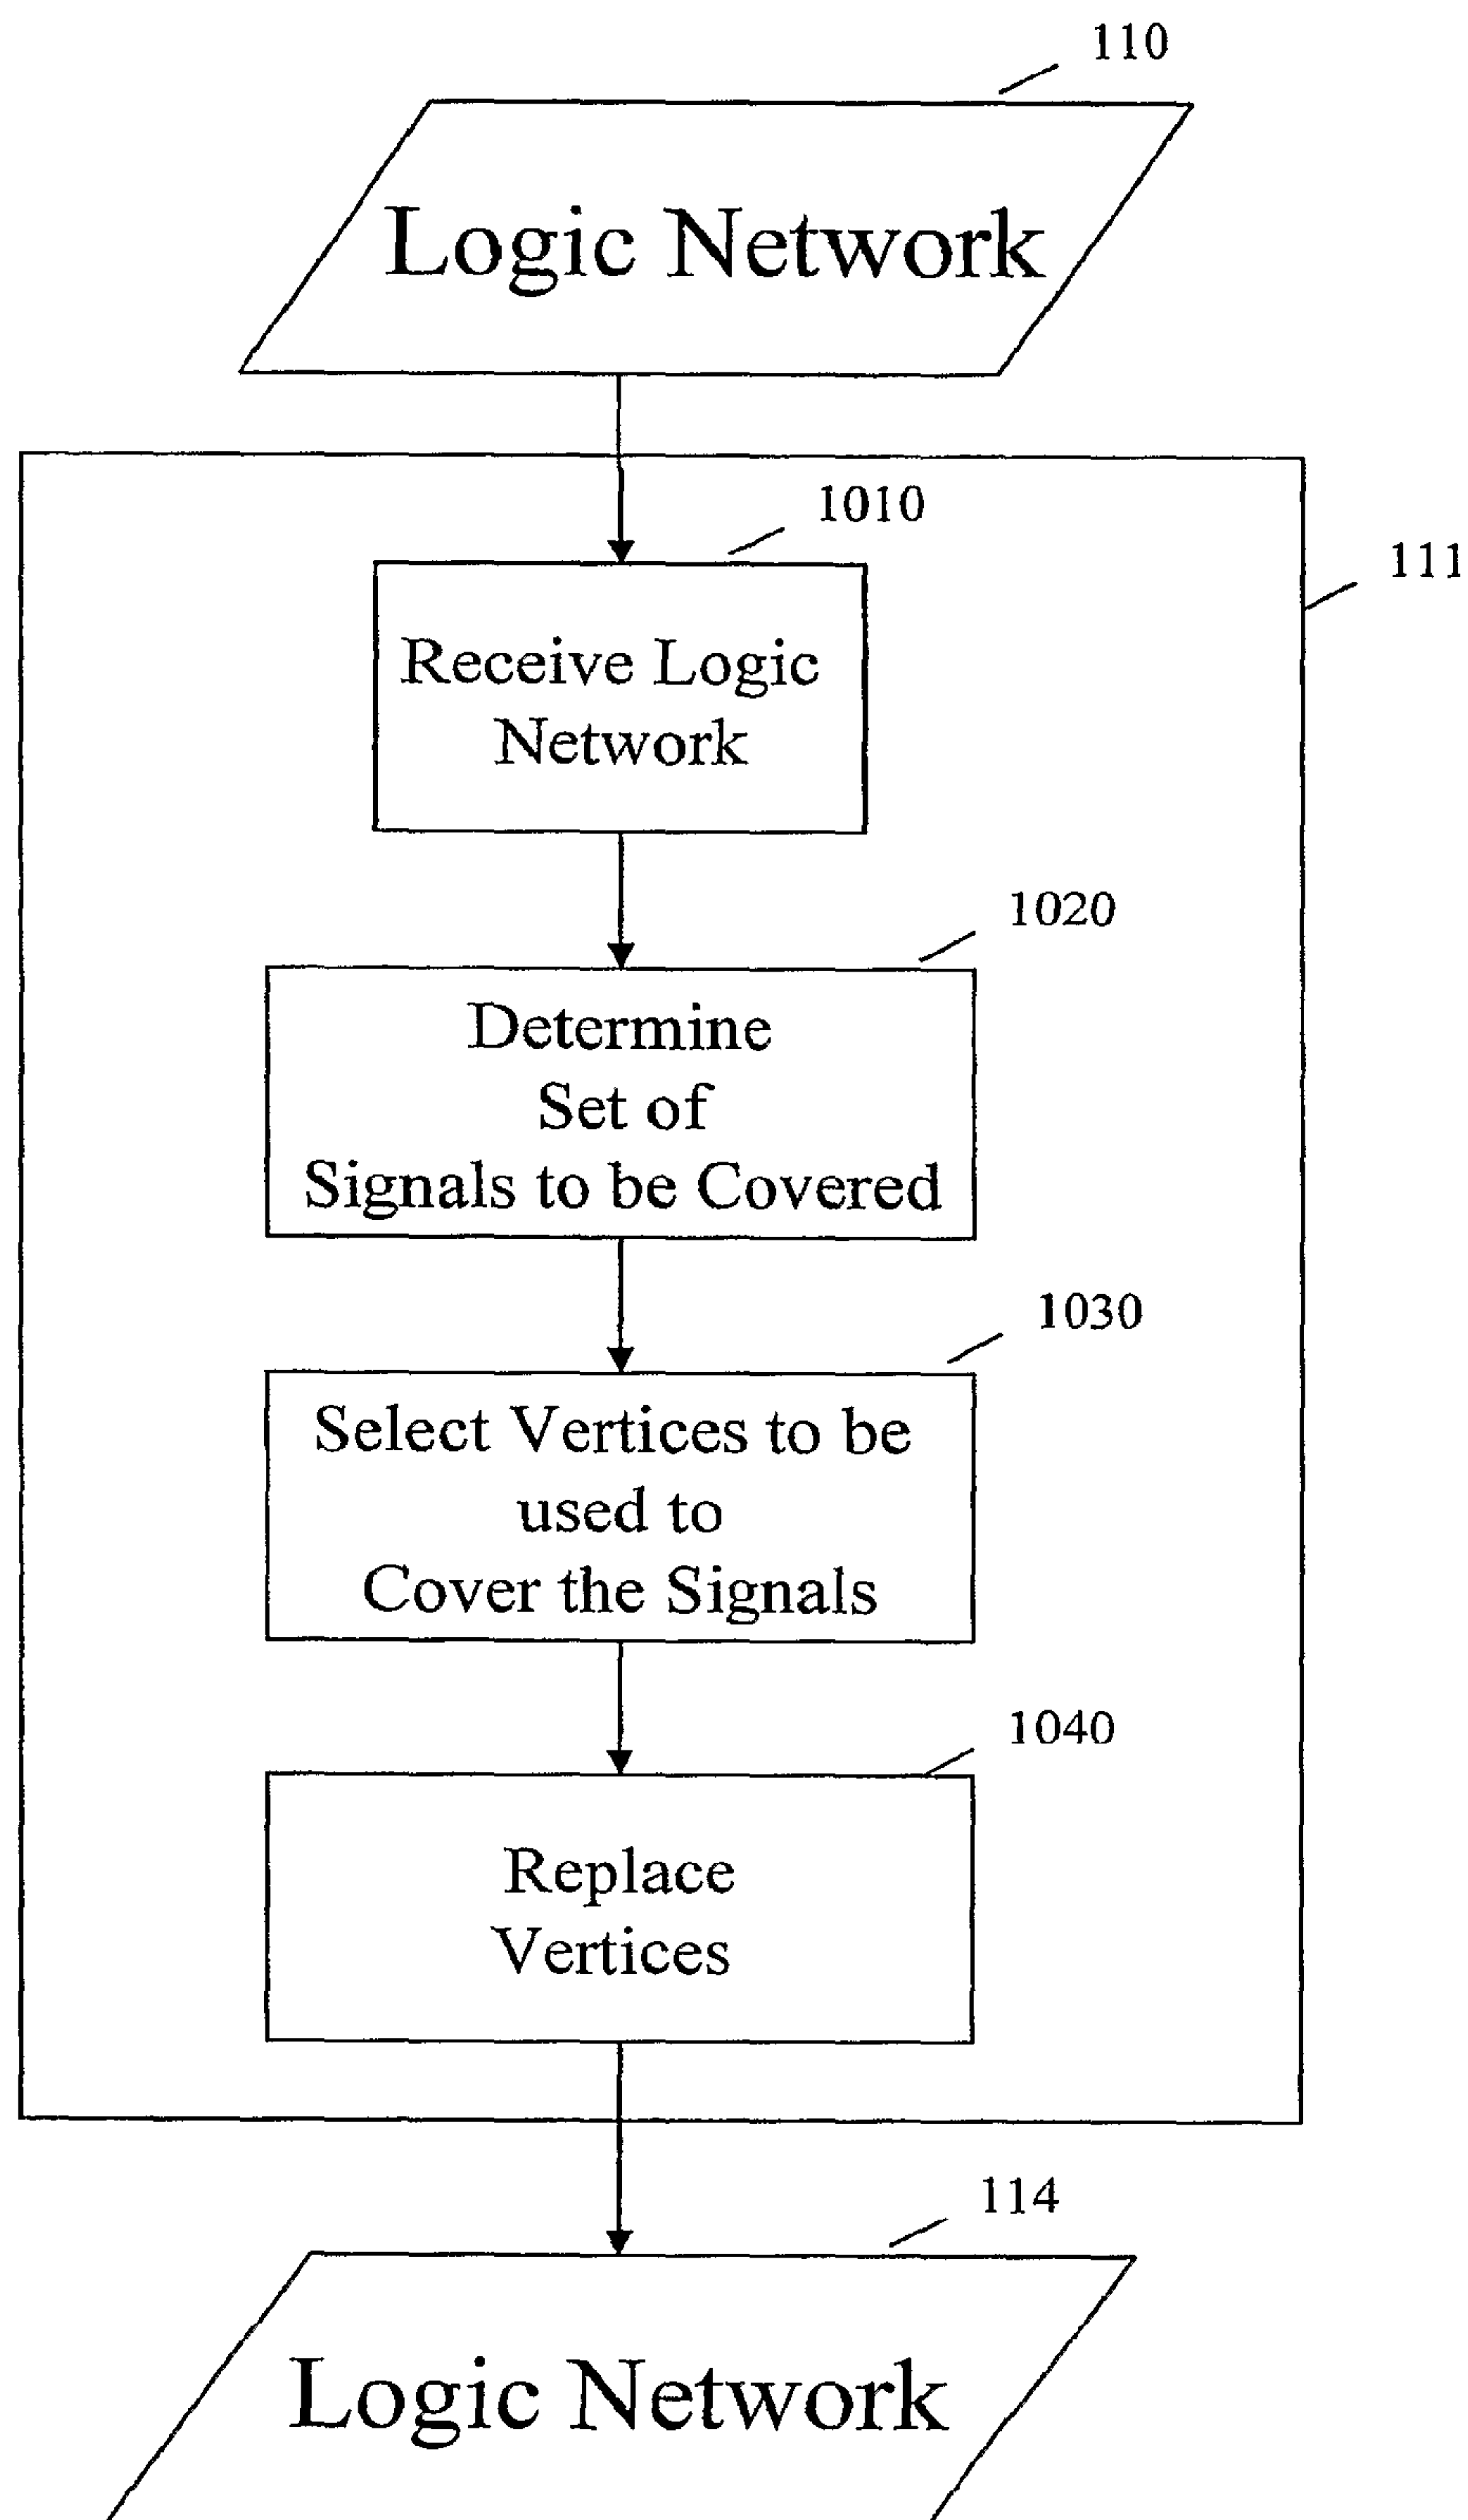 110
Logic Network
1010
111
Receive Logic
Network
1020
Determine
Set of
Signals to be Covered
1030
Select Vertices to be
used to
Cover the Signals
1040
Replace
Vertices
114
Logic Network